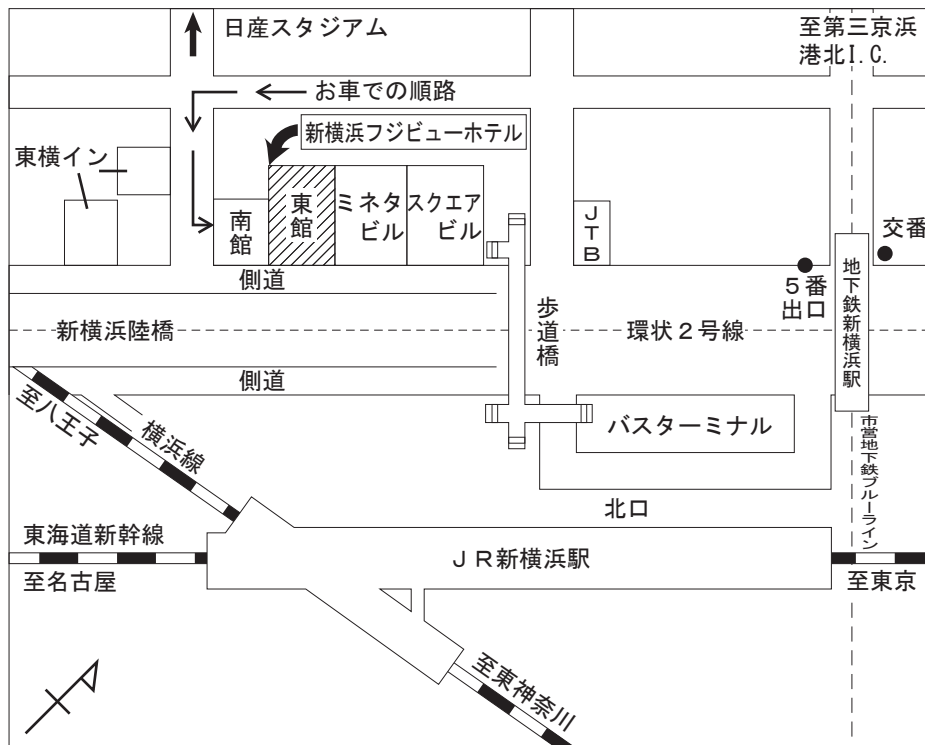 日産スタジアム
至第三京浜
港北I.C.
お車での順路
新横浜フジビューホテル
東横イン
南館
東館
ミネタ
ビル
スクエア
ビル
JTB
交番
5番
出口
地下鉄新横浜駅
側道
新横浜陸橋
歩道橋
環状2号線
側道
至八王子
横浜線
バスターミナル
市営地下鉄ブルーライン
北口
東海道新幹線
至名古屋
JR新横浜駅
至東京
至東神奈川